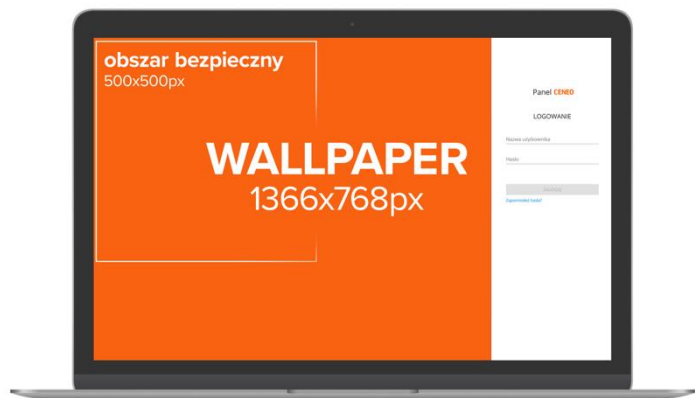 obszar bezpieczny
500x500px
WALLPAPER
1366x768px
Panel CENEO
LOGOWANIE
Nazwa użytkownika
Hasło
ZALOGUJ
Zapomniałeś hasła?